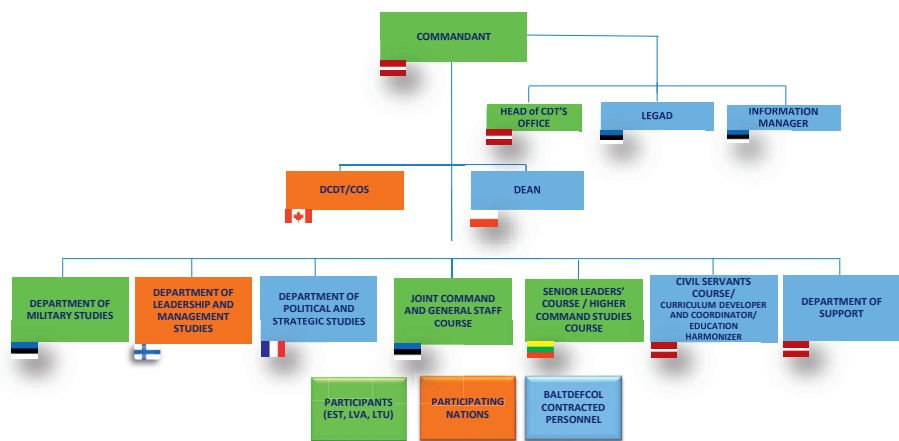 COMMANDANT
HEAD of CDT'S
OFFICE
LEGAD
INFORMATION
MANAGER
DCDT/COS
DEAN
DEPARTMENT OF
MILITARY STUDIES
DEPARTMENT OF
LEADERSHIP AND
MANAGEMENT
STUDIES
DEPARTMENT OF
POLITICAL AND
STRATEGIC STUDIES
JOINT COMMAND
AND GENERAL STAFF
COURSE
SENIOR LEADERS'
COURSE / HIGHER
COMMAND STUDIES
COURSE
CIVIL SERVANTS
COURSE/
CURRICULUM DEVELOPER
AND COORDINATOR/
EDUCATION
HARMONIZER
DEPARTMENT OF
SUPPORT
PARTICIPANTS
(EST, LVA, LTU)
PARTICIPATING
NATIONS
BALTDEFCOL
CONTRACTED
PERSONNEL